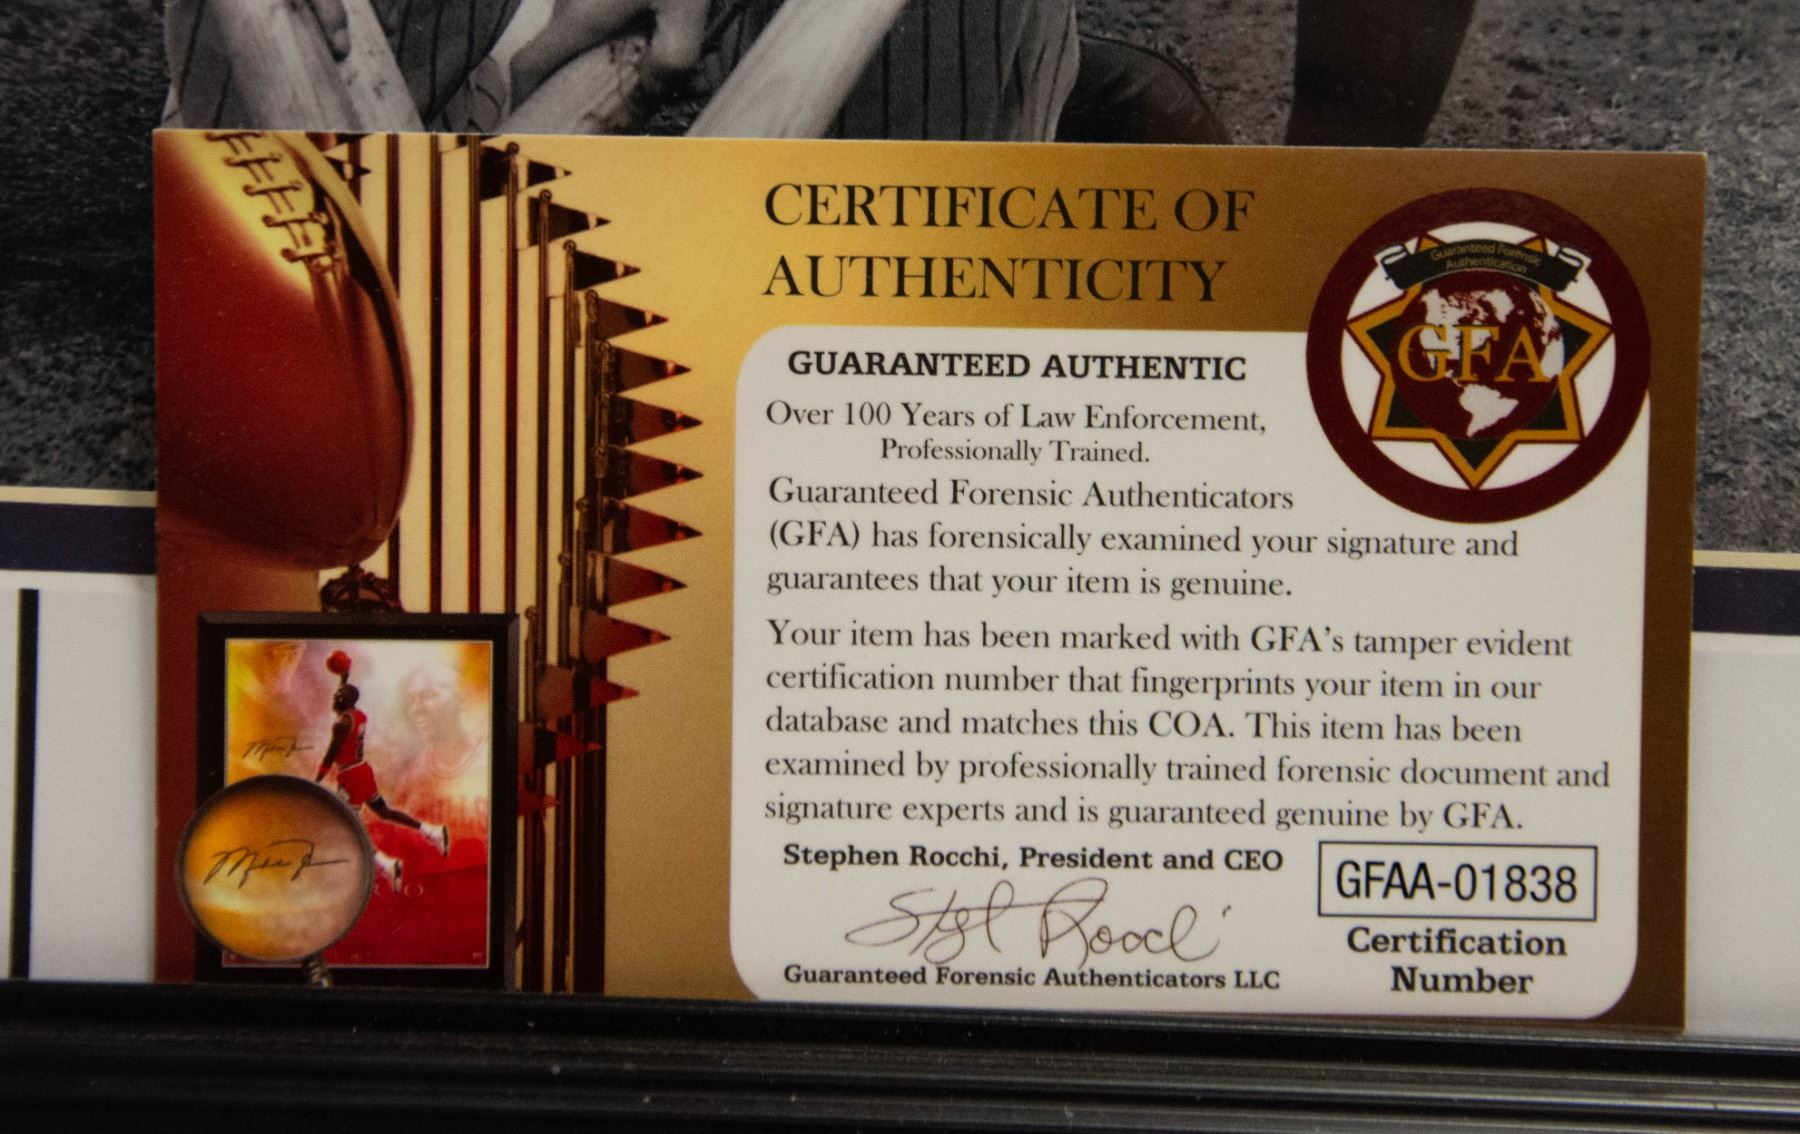 CERTIFICATE OF
AUTHENTICITY
Guaranteed Forensic
Authentication
GFA
GUARANTEED AUTHENTIC
Over 100 Years of Law Enforcement,
Professionally Trained.
Guaranteed Forensic Authenticators
(GFA) has forensically examined your signature and
guarantees that your item is genuine.
Your item has been marked with GFA's tamper evident
certification number that fingerprints your item in our
database and matches this COA. This item has been
examined by professionally trained forensic document and
signature experts and is guaranteed genuine by GFA.
Stephen Rocchi, President and CEO
Guaranteed Forensic Authenticators LLC
GFAA-01838
Certification
Number